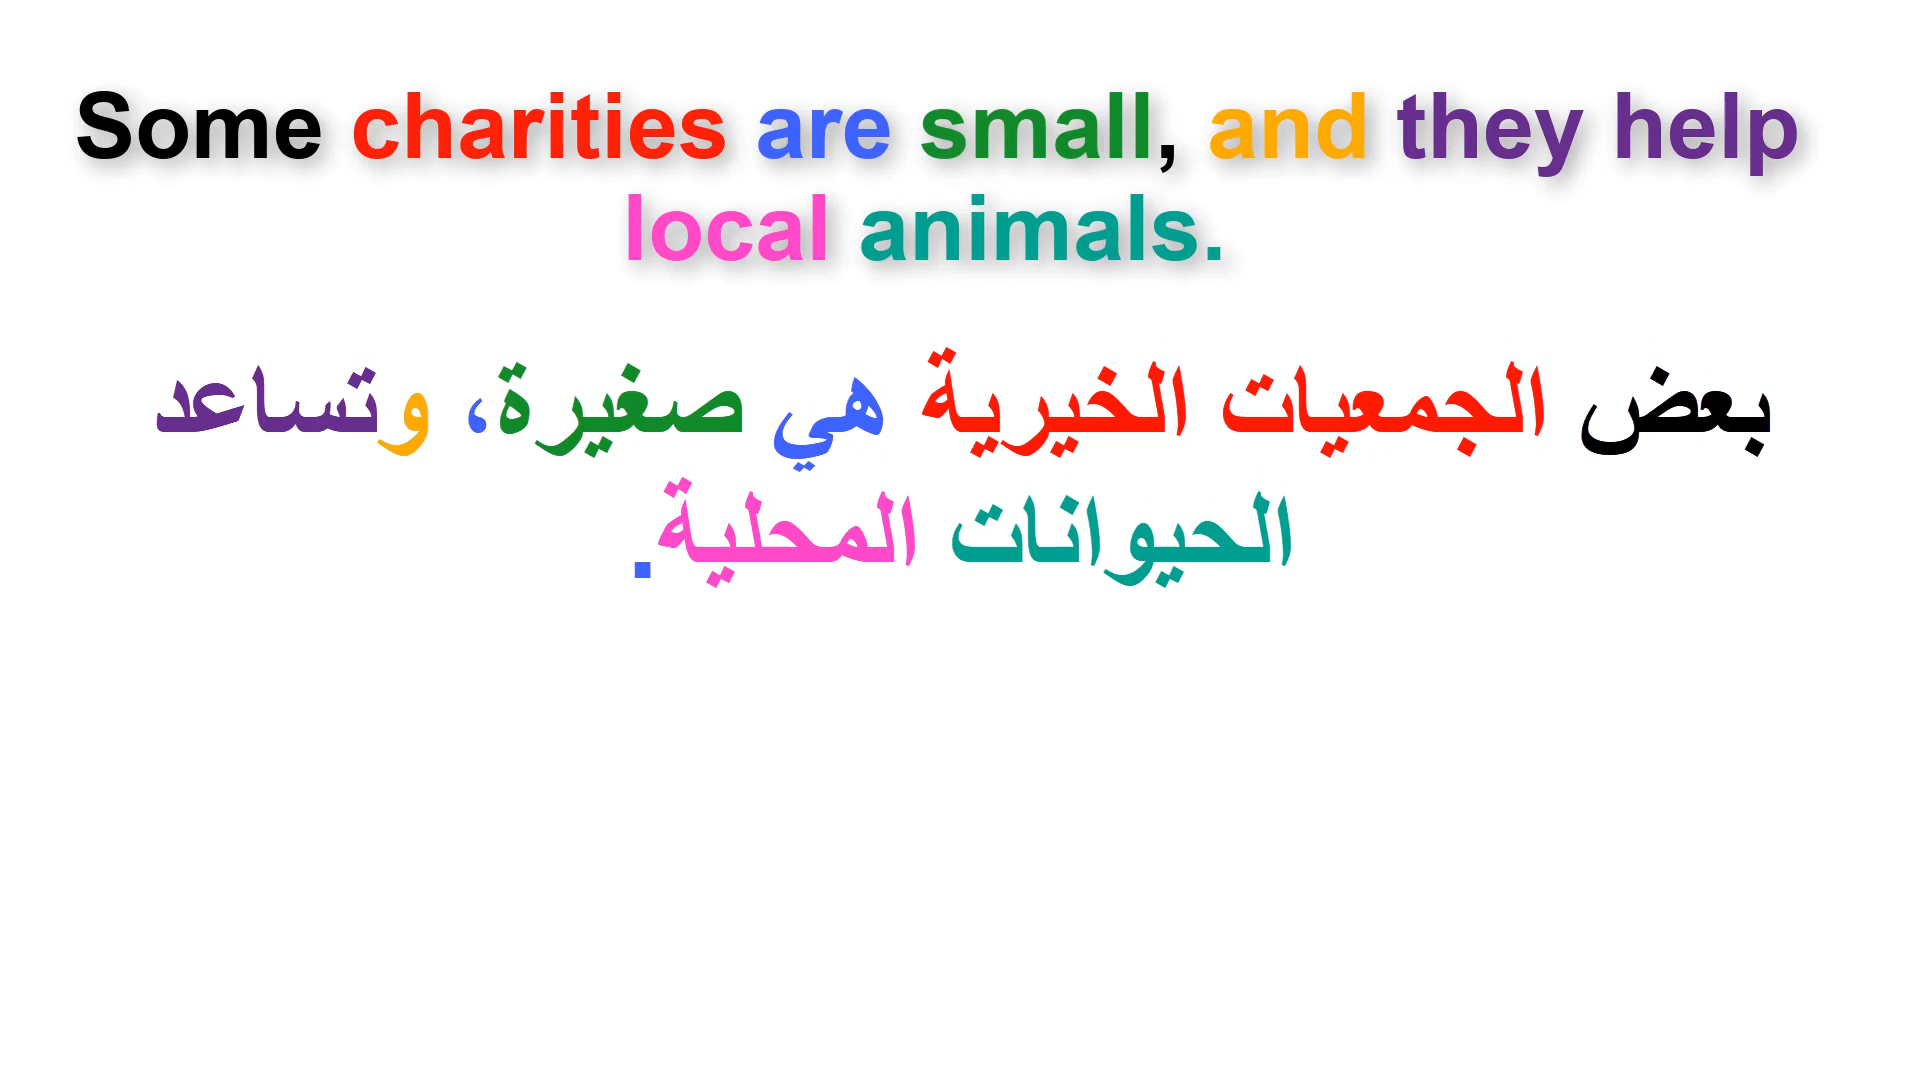 Some charities are small, and they help
local animals.
بعض الجمعيات الخيرية هي صغيرة، وتساعد
الحيوانات المحلية.